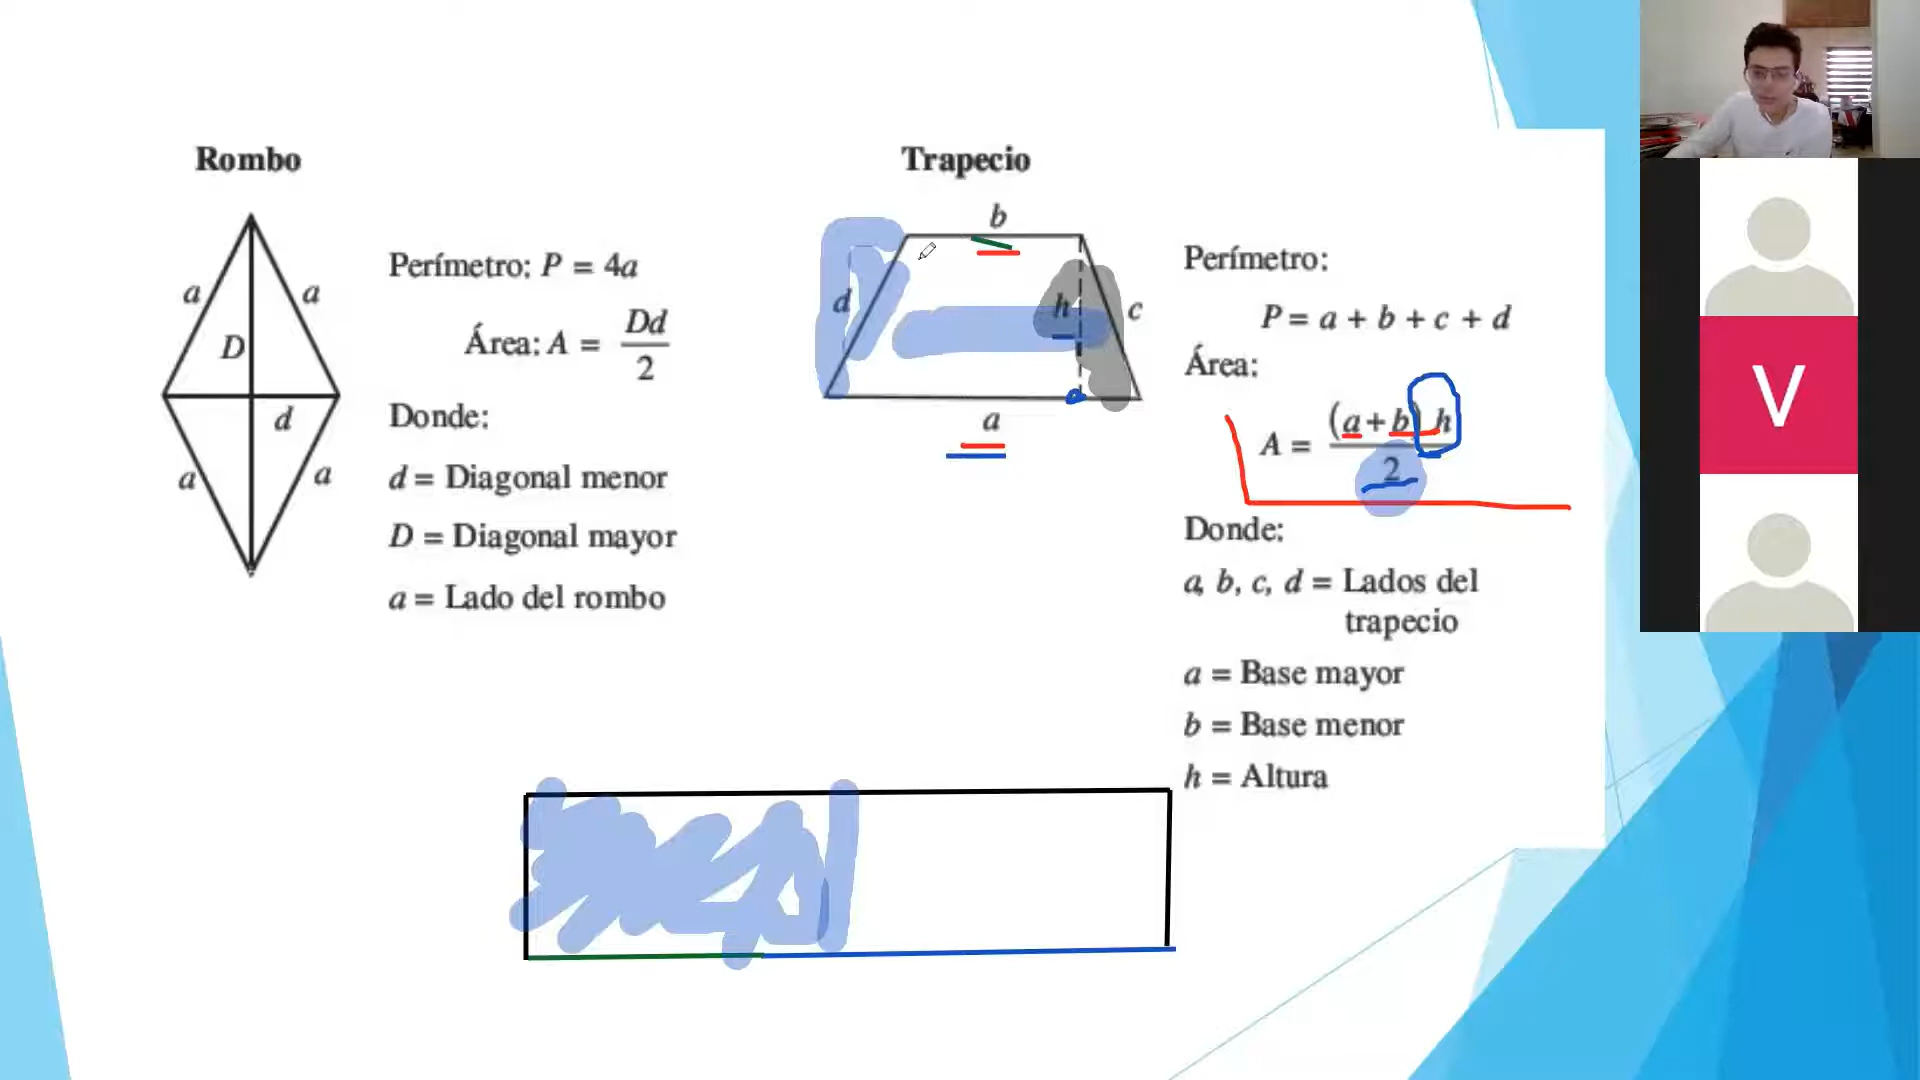 Rombo
a
a
D
d
a
a
Perímetro: P = 4a
Área: A = Dd / 2
Donde:
d = Diagonal menor
D = Diagonal mayor
a = Lado del rombo
Trapecio
b
d
h
c
a
Perímetro:
P = a + b + c + d
Área:
A = (a + b) h / 2
Donde:
a, b, c, d = Lados del
trapecio
a = Base mayor
b = Base menor
h = Altura
V